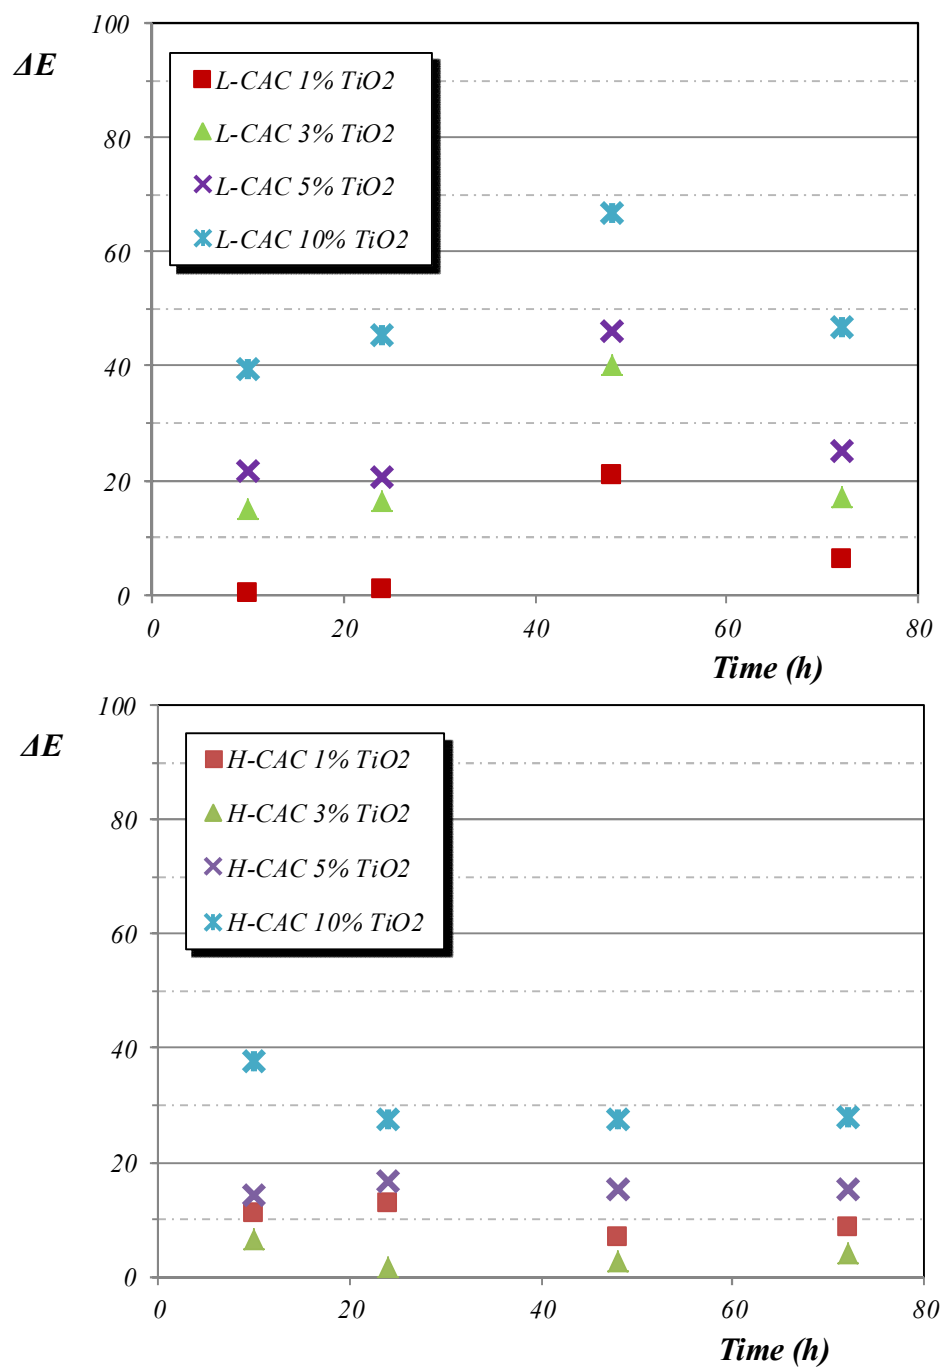 100
ΔE
L-CAC 1% TiO2
80
L-CAC 3% TiO2
L-CAC 5% TiO2
L-CAC 10% TiO2
60
40
20
0
0 20 40 60 80
Time (h)
100
ΔE
H-CAC 1% TiO2
80
H-CAC 3% TiO2
H-CAC 5% TiO2
H-CAC 10% TiO2
60
40
20
0
0 20 40 60 80
Time (h)